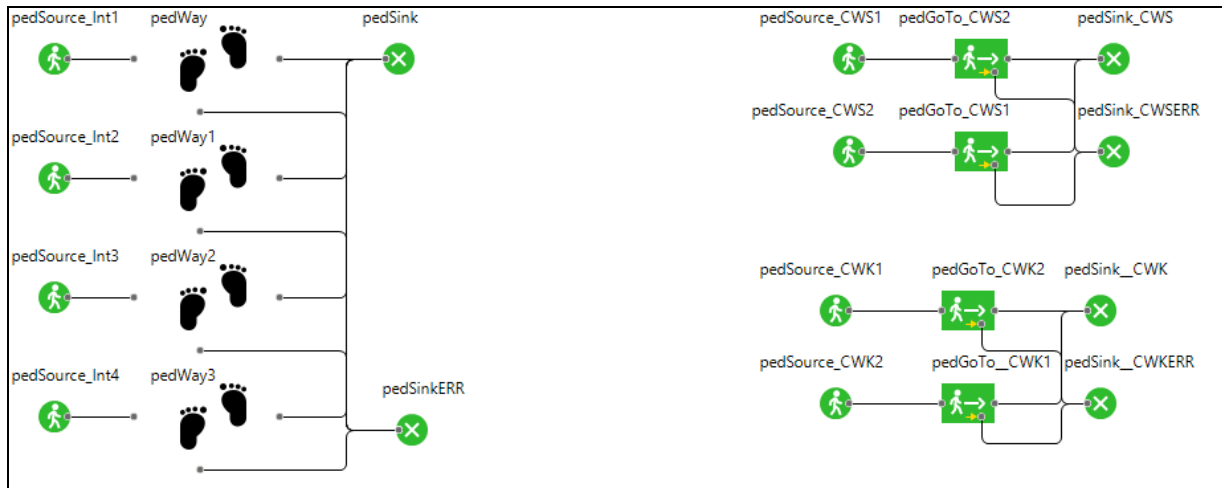 pedSource_Int1 pedWay pedSink pedSource_CWS1 pedGoTo_CWS2 pedSink_CWS
pedSource_CWS2 pedGoTo_CWS1 pedSink_CWSERR
pedSource_Int2 pedWay1
pedSource_Int3 pedWay2
pedSource_CWK1 pedGoTo_CWK2 pedSink__CWK
pedSource_CWK2 pedGoTo__CWK1 pedSink__CWKERR
pedSource_Int4 pedWay3
pedSinkERR